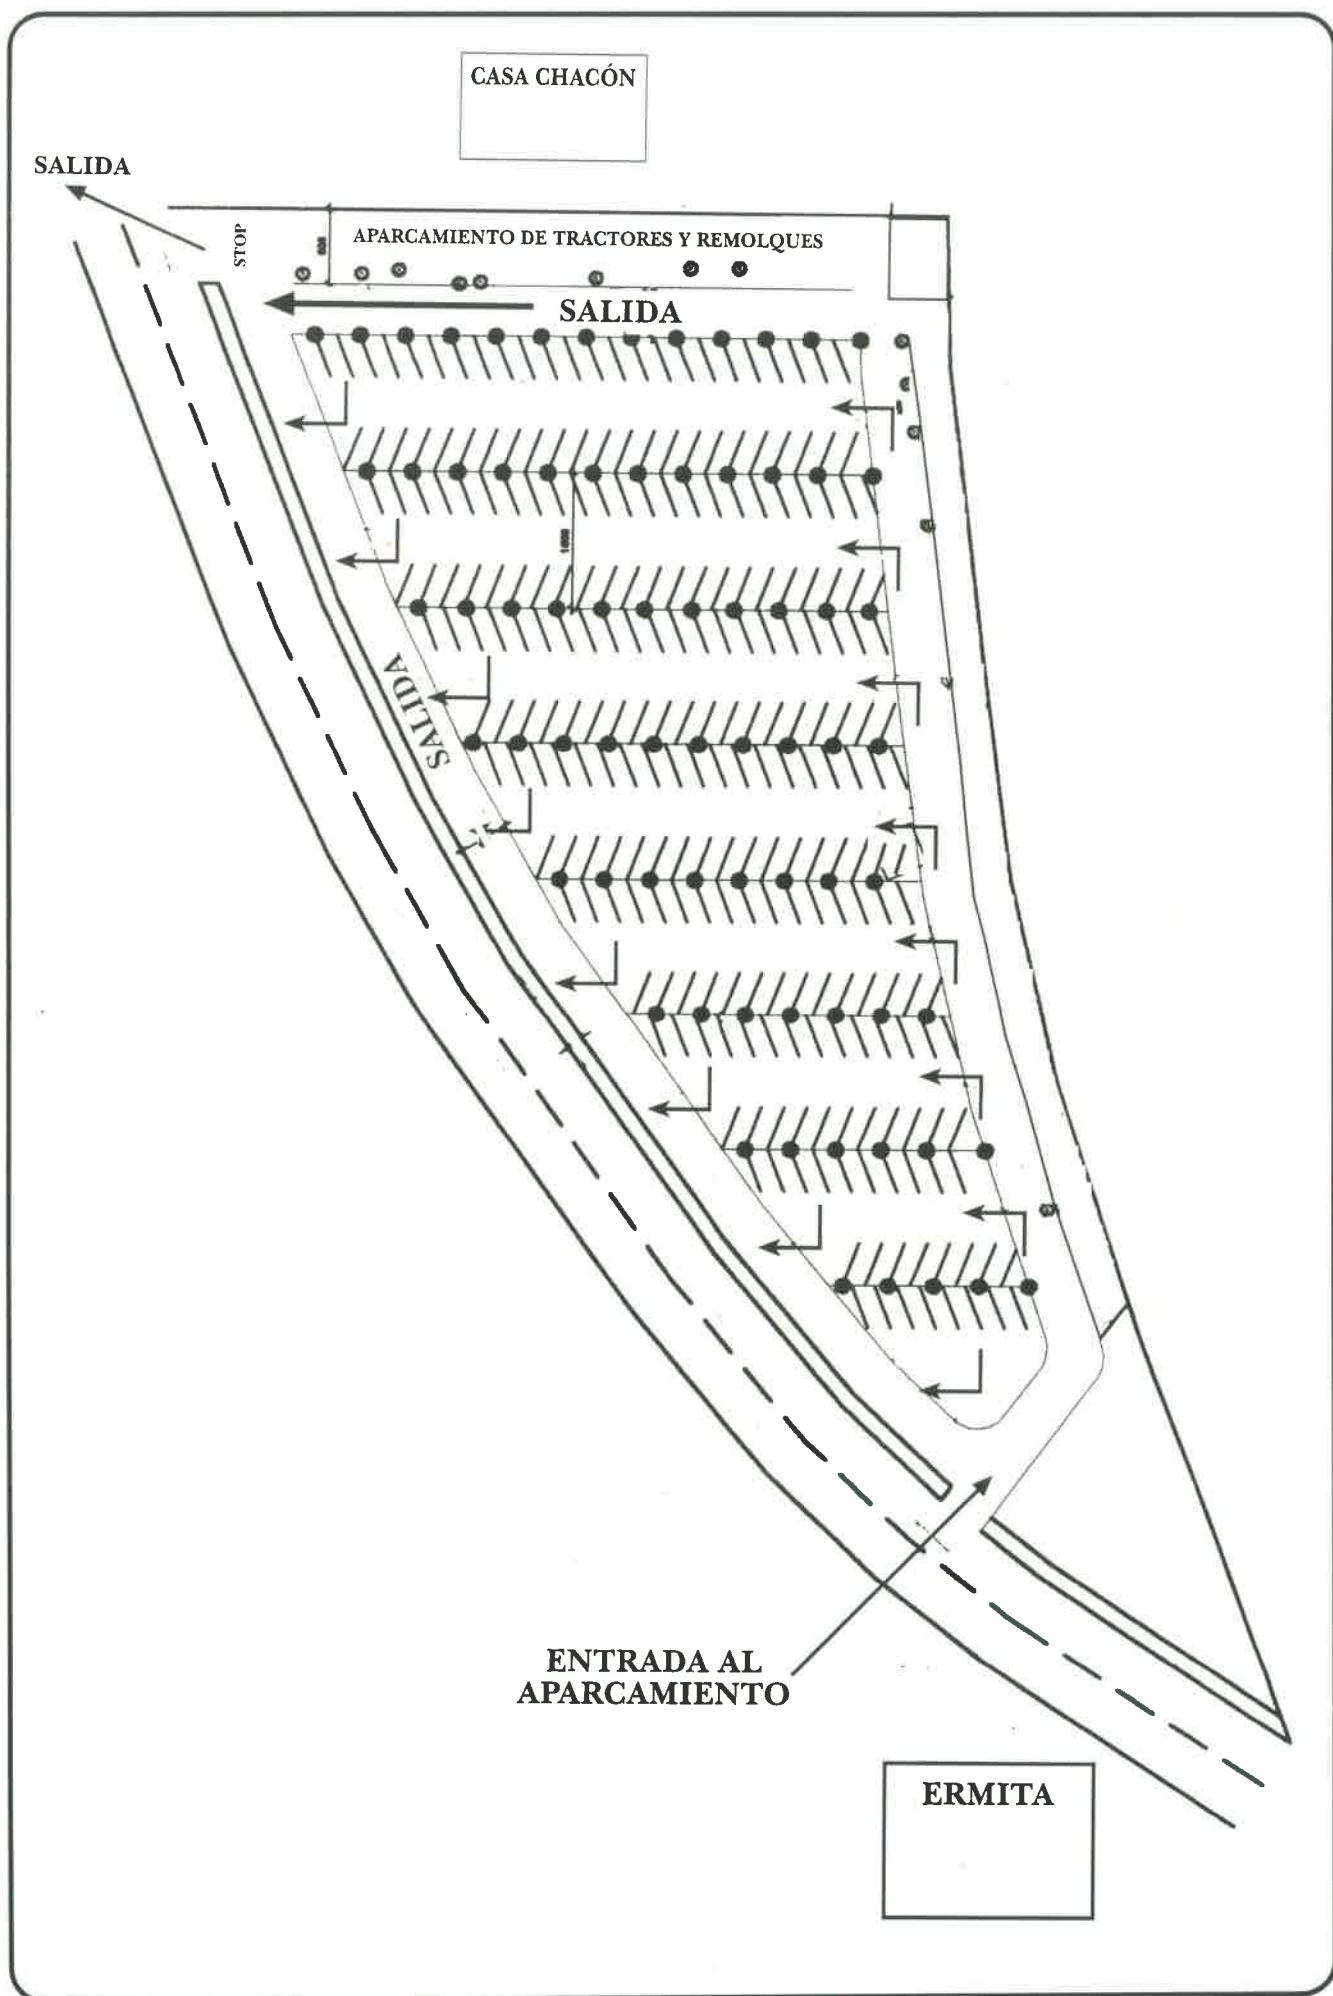 CASA CHACÓN
SALIDA
STOP
APARCAMIENTO DE TRACTORES Y REMOLQUES
SALIDA
SALIDA
ENTRADA AL
APARCAMIENTO
ERMITA